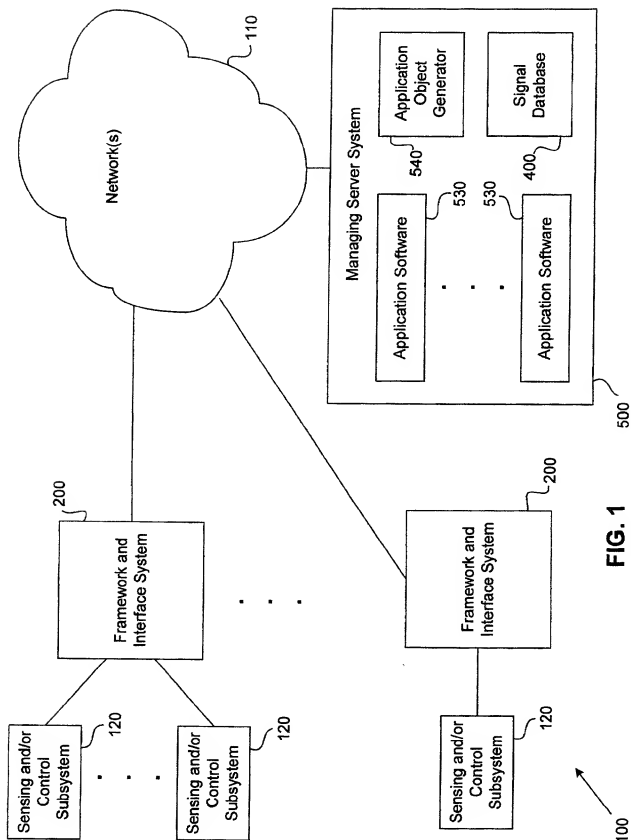 Network(s)
110
Managing Server System
Application Software
530
530
Application Software
Application
Object
Generator
540
Signal
Database
400
500
200
Framework and
Interface System
200
Framework and
Interface System
Sensing and/or
Control
Subsystem
120
Sensing and/or
Control
Subsystem
120
Sensing and/or
Control
Subsystem
120
100
FIG. 1